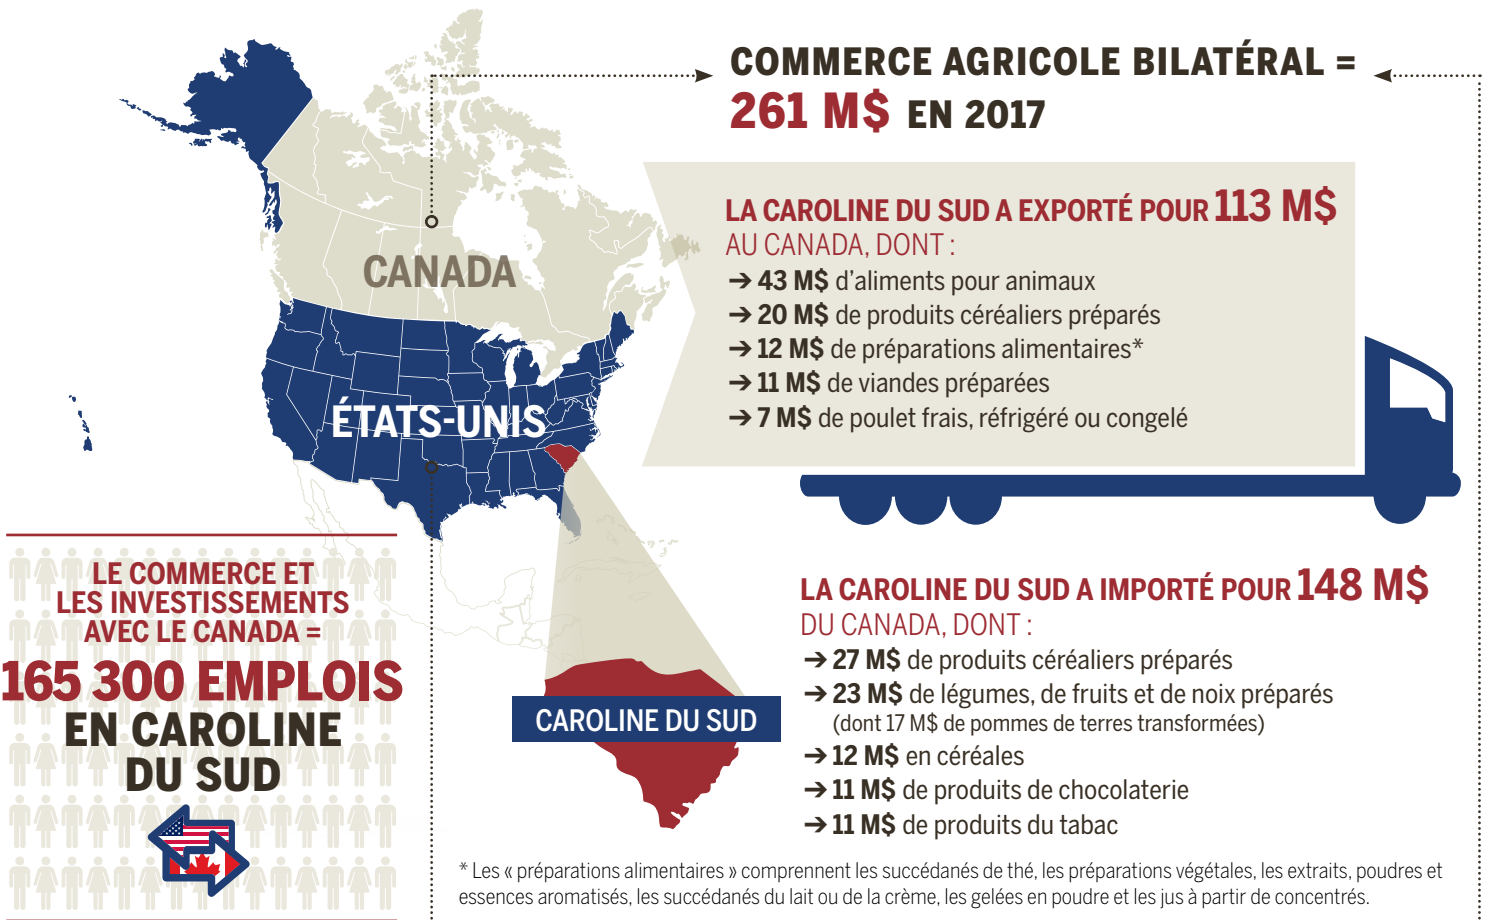 COMMERCE AGRICOLE BILATÉRAL =
261 M$ EN 2017
LA CAROLINE DU SUD A EXPORTÉ POUR 113 M$
AU CANADA, DONT :
→ 43 M$ d'aliments pour animaux
→ 20 M$ de produits céréaliers préparés
→ 12 M$ de préparations alimentaires*
→ 11 M$ de viandes préparées
→ 7 M$ de poulet frais, réfrigéré ou congelé
CANADA
ÉTATS-UNIS
LE COMMERCE ET
LES INVESTISSEMENTS
AVEC LE CANADA =
165 300 EMPLOIS
EN CAROLINE
DU SUD
CAROLINE DU SUD
LA CAROLINE DU SUD A IMPORTÉ POUR 148 M$
DU CANADA, DONT :
→ 27 M$ de produits céréaliers préparés
→ 23 M$ de légumes, de fruits et de noix préparés
(dont 17 M$ de pommes de terres transformées)
→ 12 M$ en céréales
→ 11 M$ de produits de chocolaterie
→ 11 M$ de produits du tabac
* Les « préparations alimentaires » comprennent les succédanés de thé, les préparations végétales, les extraits, poudres et
essences aromatisés, les succédanés du lait ou de la crème, les gelées en poudre et les jus à partir de concentrés.